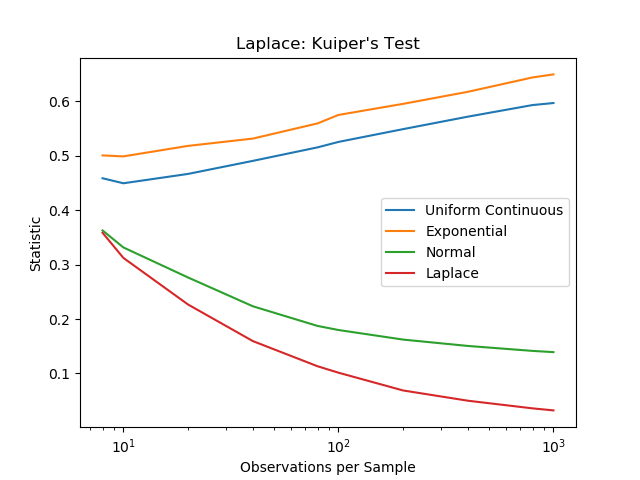 Laplace: Kuiper's Test
0.6
0.5
0.4
0.3
0.2
0.1
Statistic
Uniform Continuous
Exponential
Normal
Laplace
10¹ 10² 10³
Observations per Sample